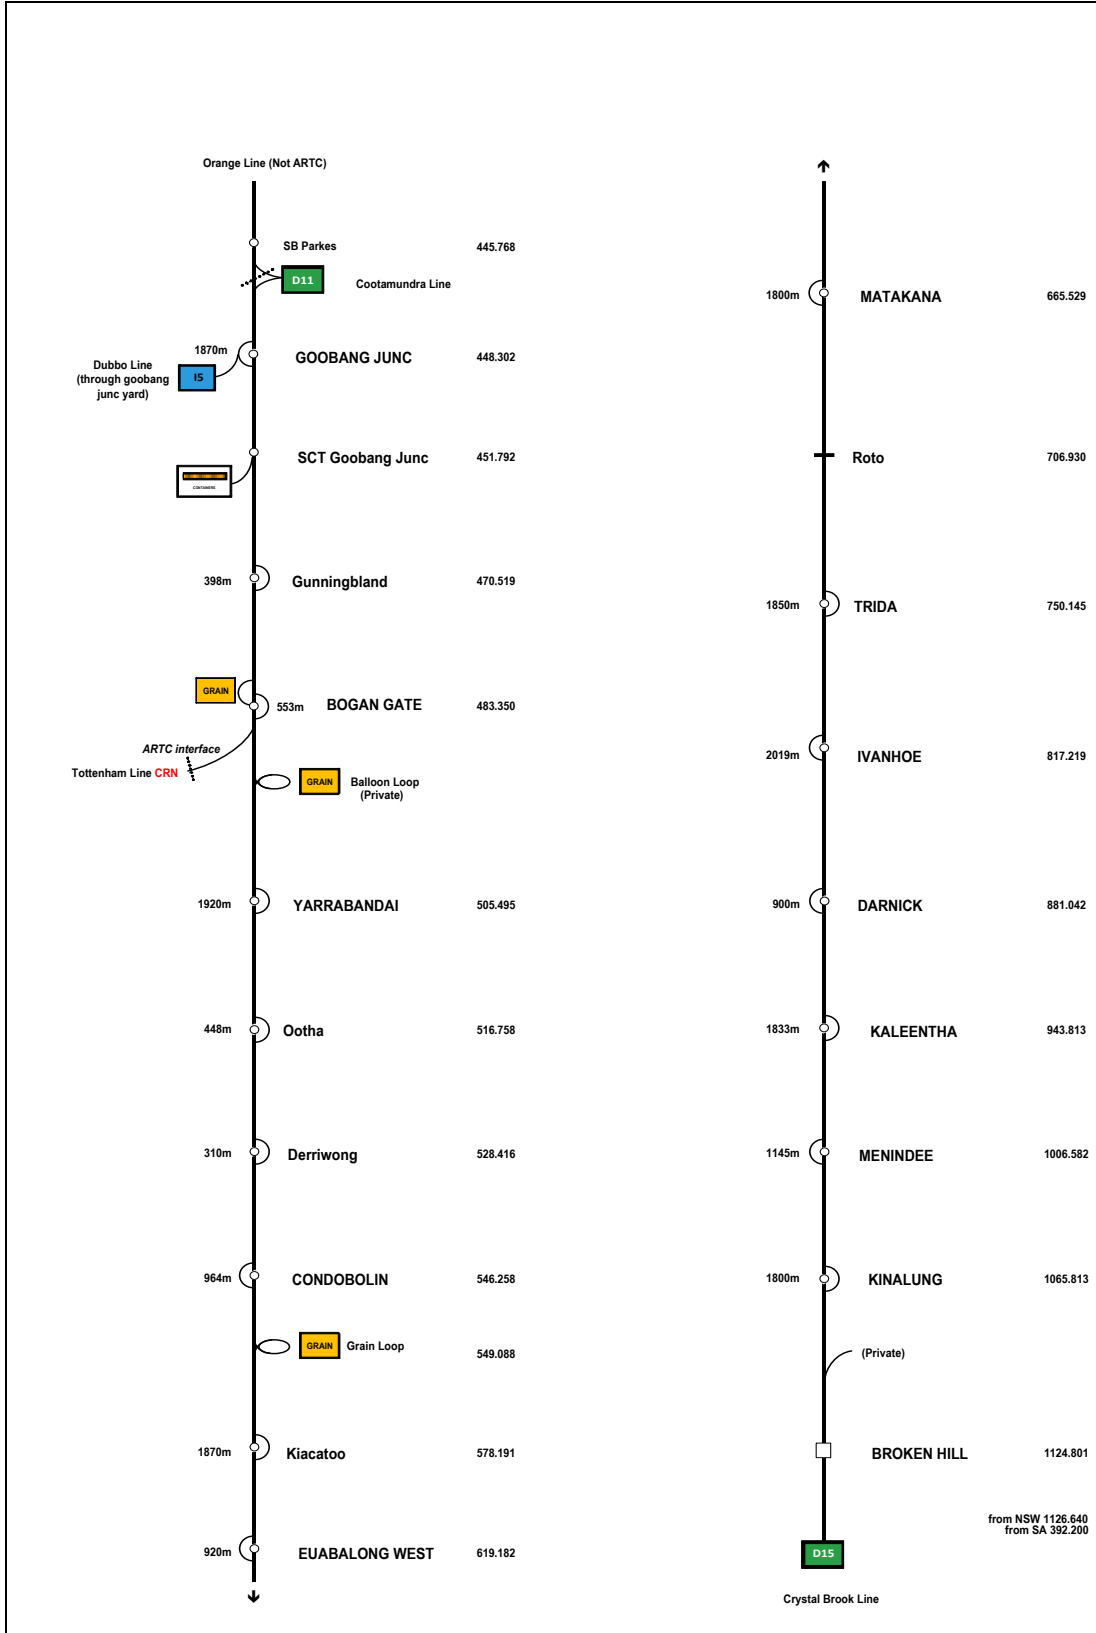 Orange Line (Not ARTC)
SB Parkes 445.768
D11 Cootamundra Line
1870m GOOBANG JUNC 448.302
Dubbo Line
(through goobang
junc yard)
I5
SCT Goobang Junc 451.792
CONTAINERS
398m Gunningbland 470.519
GRAIN
553m BOGAN GATE 483.350
ARTC interface
Tottenham Line CRN
GRAIN Balloon Loop
(Private)
1920m YARRABANDAI 505.495
448m Ootha 516.758
310m Derriwong 528.416
964m CONDOBOLIN 546.258
GRAIN Grain Loop 549.088
1870m Kiacatoo 578.191
920m EUABALONG WEST 619.182
1800m MATAKANA 665.529
Roto 706.930
1850m TRIDA 750.145
2019m IVANHOE 817.219
900m DARNICK 881.042
1833m KALEENTHA 943.813
1145m MENINDEE 1006.582
1800m KINALUNG 1065.813
(Private)
BROKEN HILL 1124.801
from NSW 1126.640
from SA 392.200
D15
Crystal Brook Line